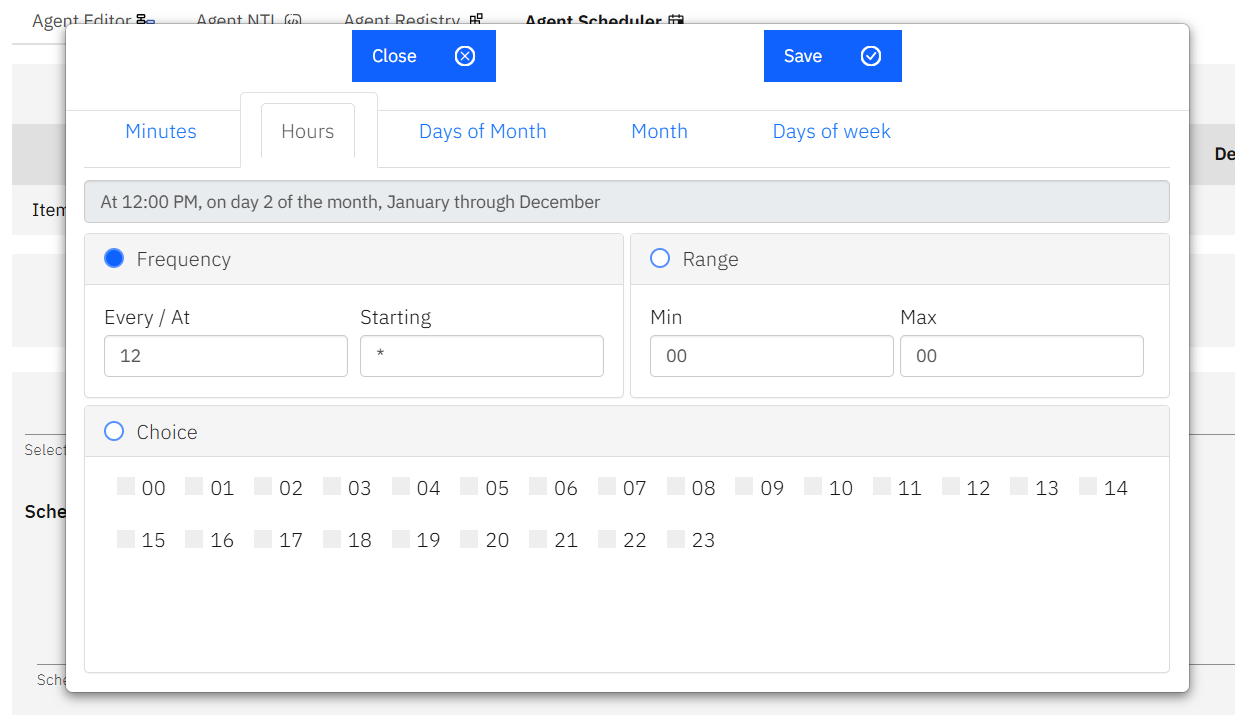 Agent Editor Agent NTL Agent Registry Agent Scheduler
Close Save
Minutes Hours Days of Month Month Days of week
De
At 12:00 PM, on day 2 of the month, January through December
Item
Frequency Range
Every / At Starting Min Max
12 * 00 00
Choice
Select
00 01 02 03 04 05 06 07 08 09 10 11 12 13 14
Sche
15 16 17 18 19 20 21 22 23
Sche